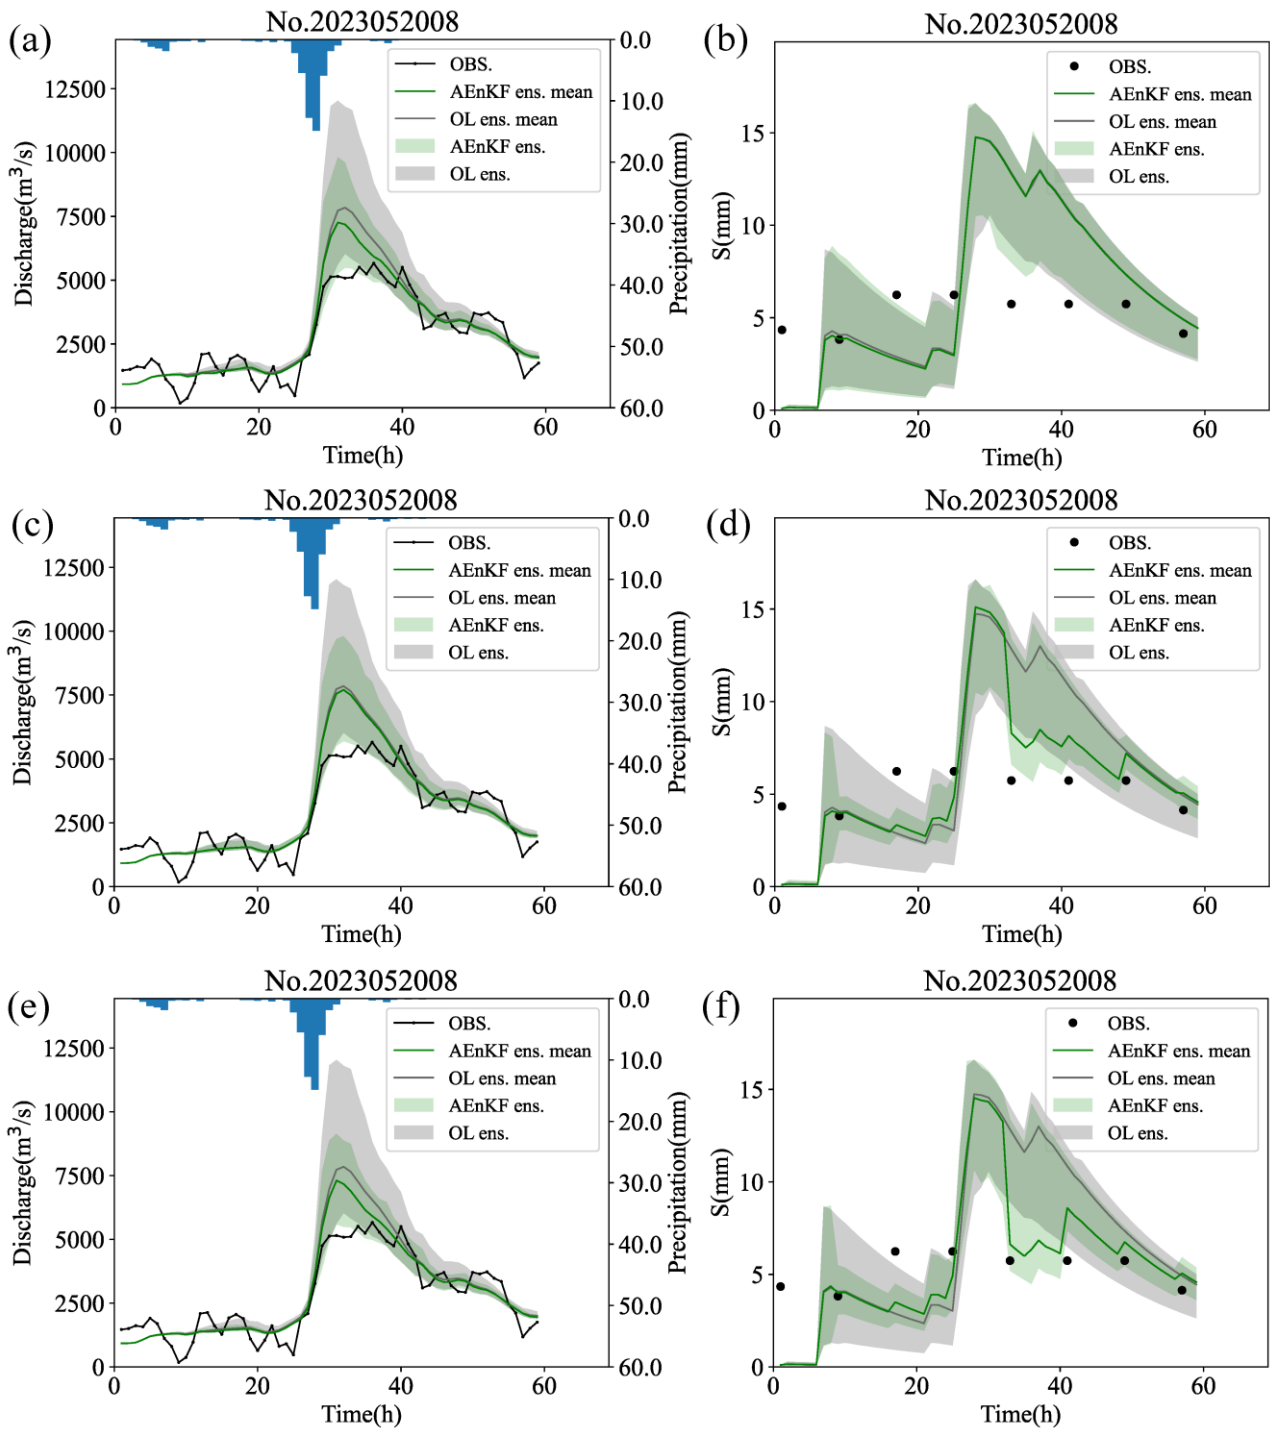 (a)
No.2023052008
12500
10000
7500
5000
2500
0
Discharge(m³/s)
0
20
40
60
Time(h)
0.0
10.0
20.0
30.0
40.0
50.0
60.0
Precipitation(mm)
OBS.
AEnKF ens. mean
OL ens. mean
AEnKF ens.
OL ens.
(b)
No.2023052008
15
10
5
0
S(mm)
0
20
40
60
Time(h)
OBS.
AEnKF ens. mean
OL ens. mean
AEnKF ens.
OL ens.
(c)
No.2023052008
12500
10000
7500
5000
2500
0
Discharge(m³/s)
0
20
40
60
Time(h)
0.0
10.0
20.0
30.0
40.0
50.0
60.0
Precipitation(mm)
OBS.
AEnKF ens. mean
OL ens. mean
AEnKF ens.
OL ens.
(d)
No.2023052008
15
10
5
0
S(mm)
0
20
40
60
Time(h)
OBS.
AEnKF ens. mean
OL ens. mean
AEnKF ens.
OL ens.
(e)
No.2023052008
12500
10000
7500
5000
2500
0
Discharge(m³/s)
0
20
40
60
Time(h)
0.0
10.0
20.0
30.0
40.0
50.0
60.0
Precipitation(mm)
OBS.
AEnKF ens. mean
OL ens. mean
AEnKF ens.
OL ens.
(f)
No.2023052008
15
10
5
0
S(mm)
0
20
40
60
Time(h)
OBS.
AEnKF ens. mean
OL ens. mean
AEnKF ens.
OL ens.